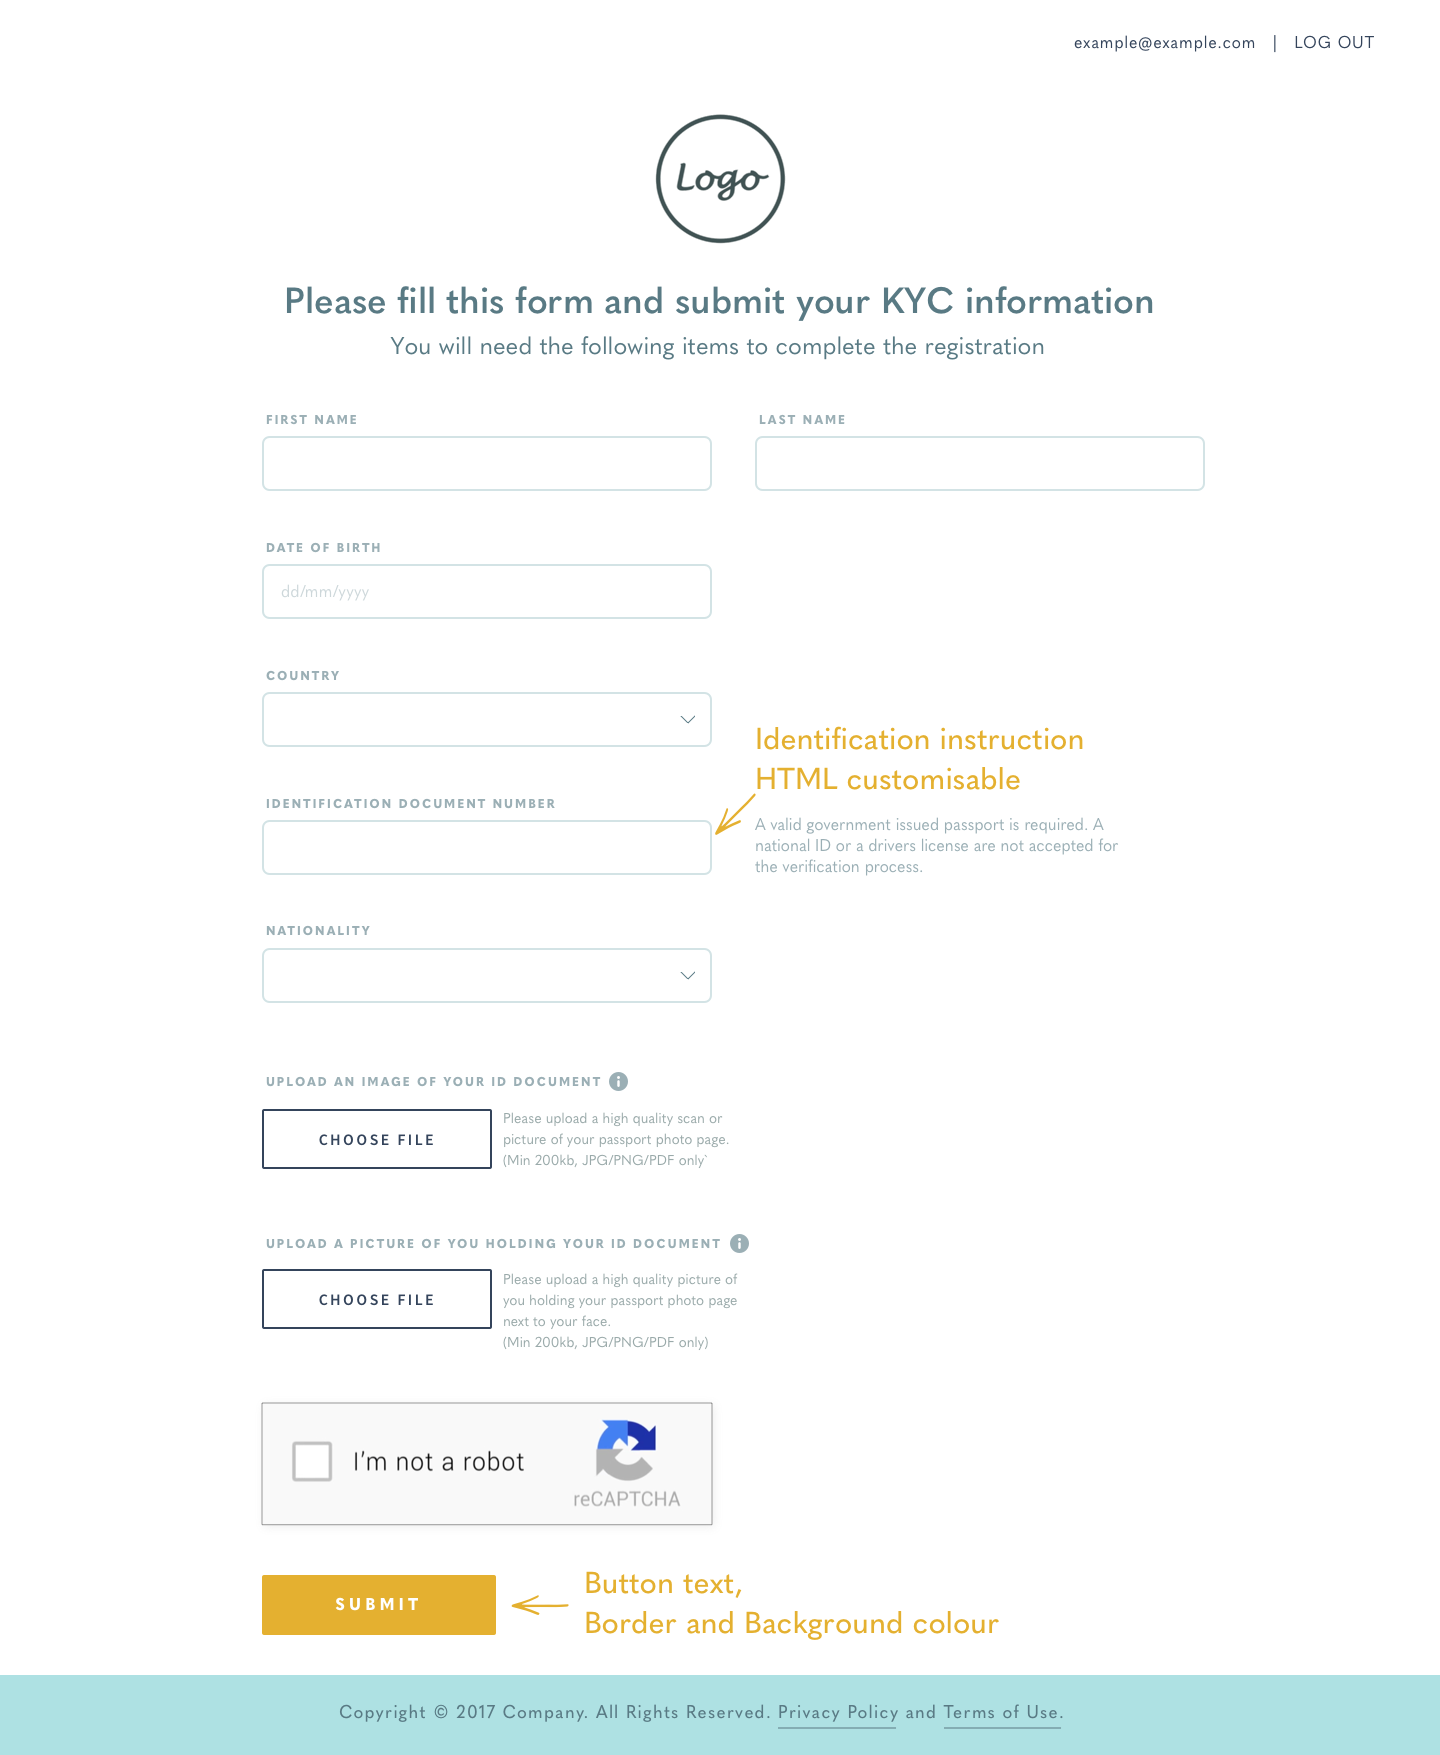 example@example.com | LOG OUT
Logo
Please fill this form and submit your KYC information
You will need the following items to complete the registration
FIRST NAME
LAST NAME
DATE OF BIRTH
dd/mm/yyyy
COUNTRY
Identification instruction
HTML customisable
IDENTIFICATION DOCUMENT NUMBER
A valid government issued passport is required. A
national ID or a drivers license are not accepted for
the verification process.
NATIONALITY
UPLOAD AN IMAGE OF YOUR ID DOCUMENT
CHOOSE FILE
Please upload a high quality scan or
picture of your passport photo page.
(Min 200kb, JPG/PNG/PDF only`
UPLOAD A PICTURE OF YOU HOLDING YOUR ID DOCUMENT
CHOOSE FILE
Please upload a high quality picture of
you holding your passport photo page
next to your face.
(Min 200kb, JPG/PNG/PDF only)
I'm not a robot
reCAPTCHA
SUBMIT
Button text,
Border and Background colour
Copyright © 2017 Company. All Rights Reserved. Privacy Policy and Terms of Use.